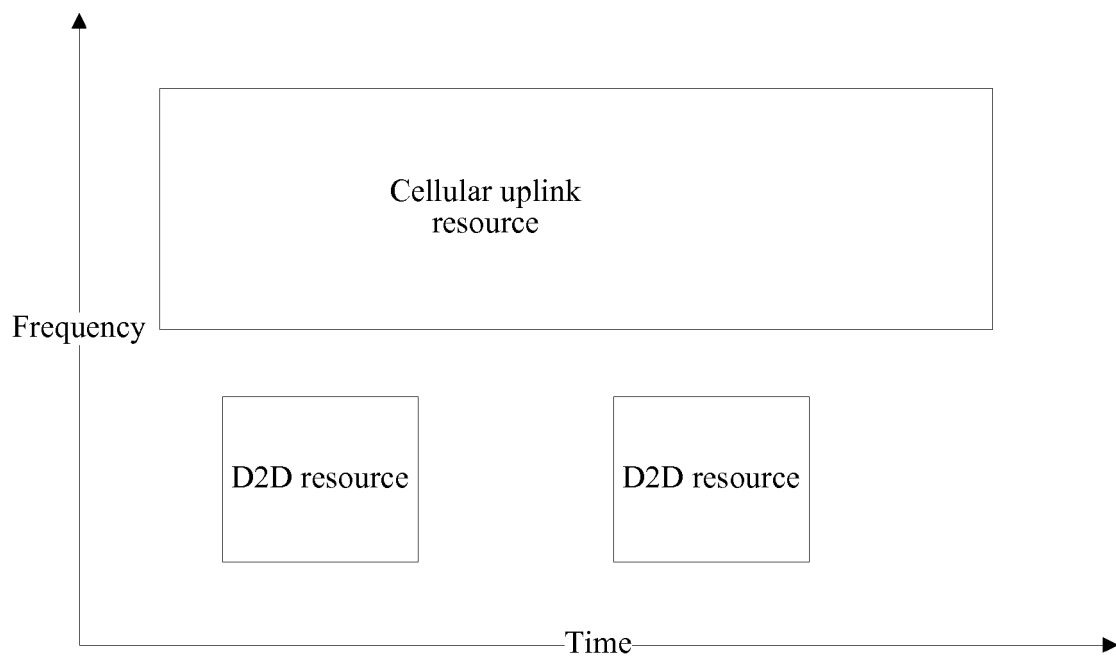 Cellular uplink
resource
Frequency
D2D resource
D2D resource
Time